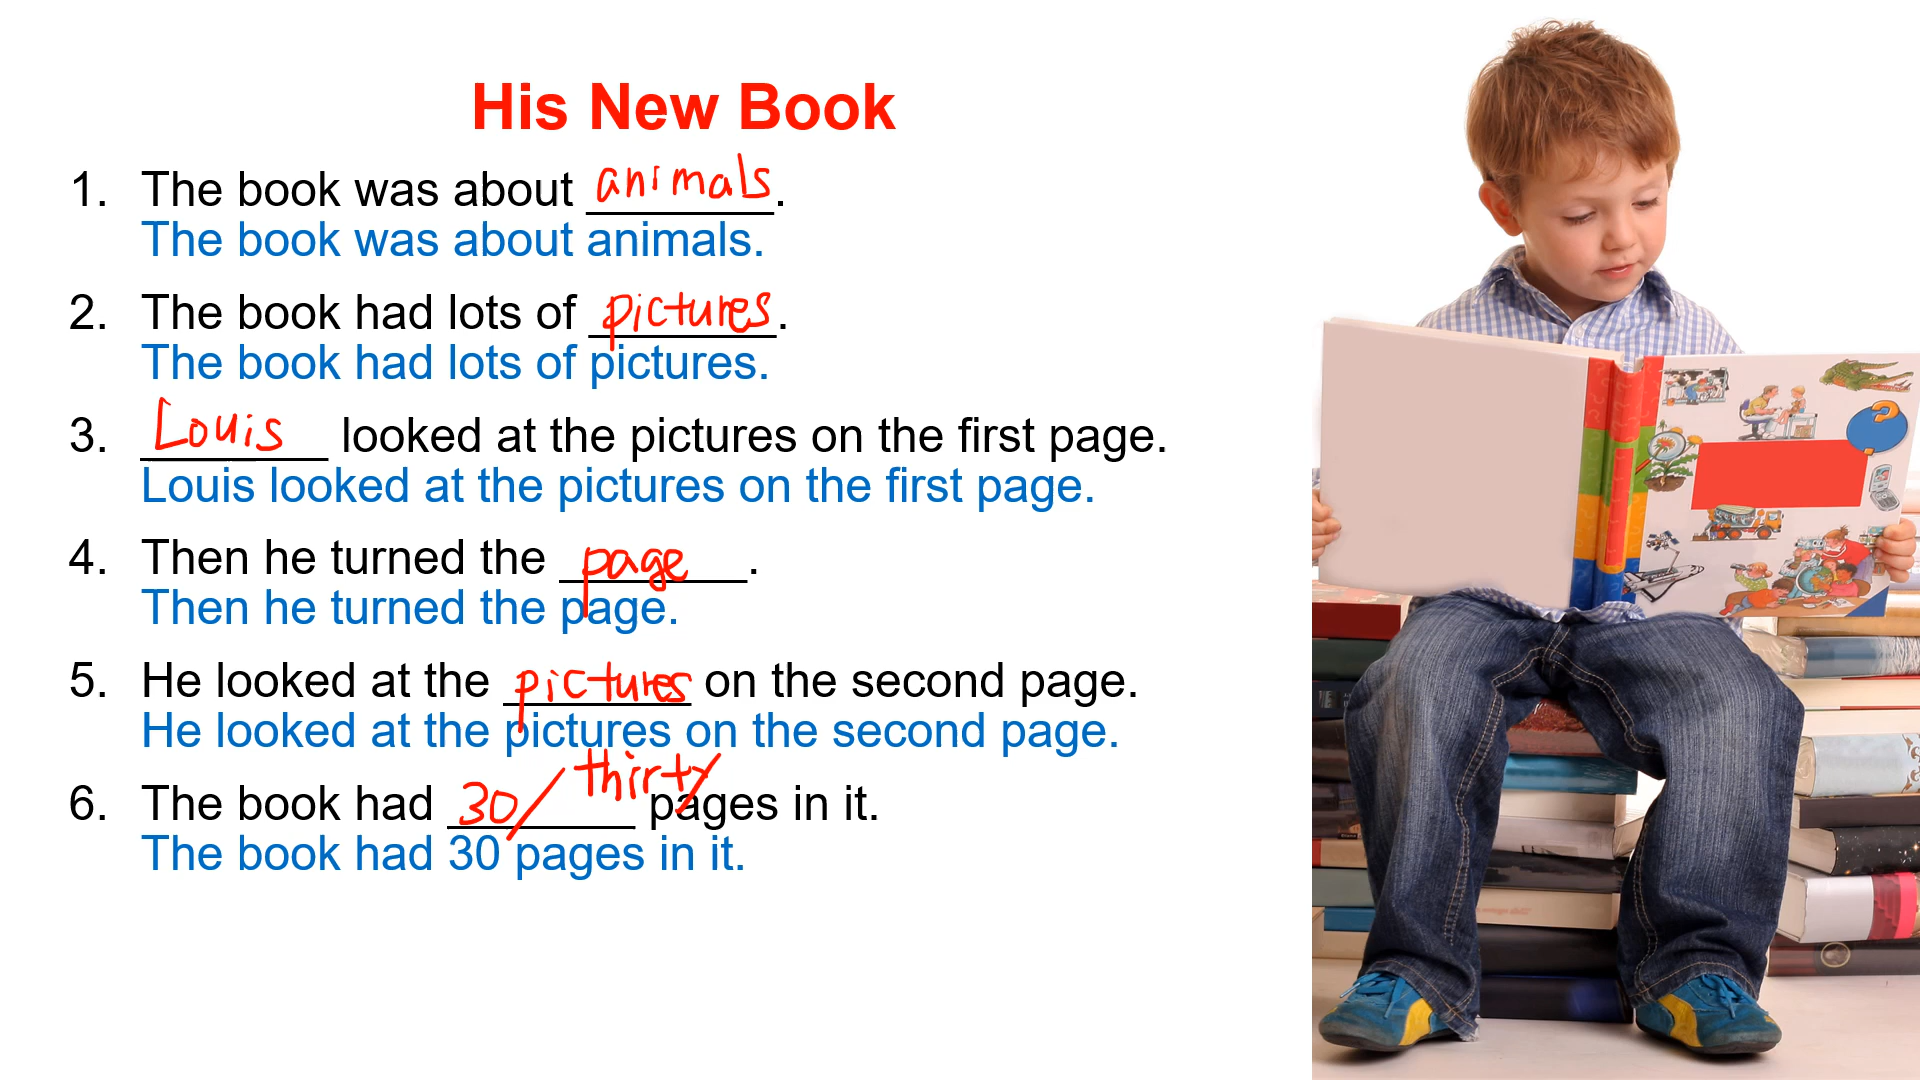 His New Book
1. The book was about animals.
The book was about animals.
2. The book had lots of pictures.
The book had lots of pictures.
3. Louis looked at the pictures on the first page.
Louis looked at the pictures on the first page.
4. Then he turned the page.
Then he turned the page.
5. He looked at the pictures on the second page.
He looked at the pictures on the second page.
6. The book had 30/thirty pages in it.
The book had 30 pages in it.
?